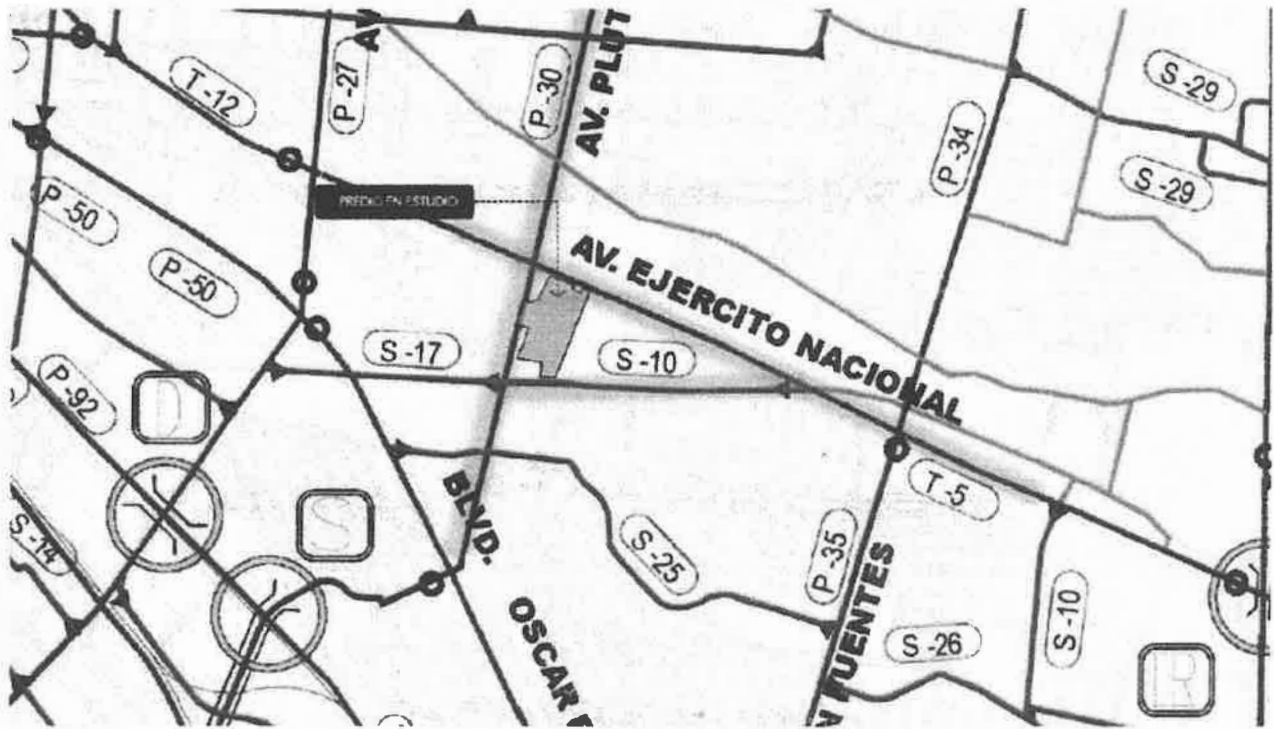 AV
AV. PLUT
T -12
P -27
P -30
P -34
S -29
S -29
PREDIO EN ESTUDIO
P -50
P -50
AV. EJERCITO NACIONAL
S -17
S -10
P -92
D
S
BLVD.
T -5
S -14
S -25
P -35
S -10
OSCAR
N FUENTES
S -26
R